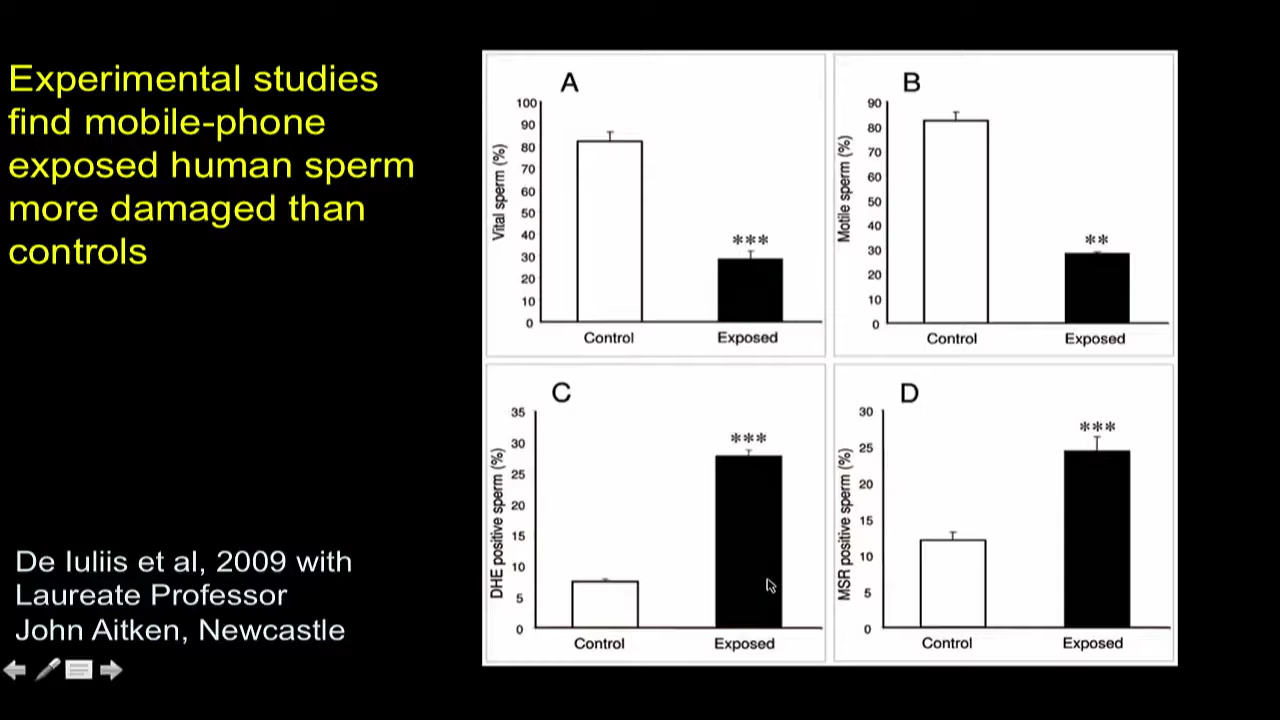 Experimental studies
find mobile-phone
exposed human sperm
more damaged than
controls
De Iuliis et al, 2009 with
Laureate Professor
John Aitken, Newcastle
A
Vital sperm (%)
100
90
80
70
60
50
40
30
20
10
0
***
Control
Exposed
B
Motile sperm (%)
90
80
70
60
50
40
30
20
10
0
**
Control
Exposed
C
DHE positive sperm (%)
35
30
25
20
15
10
5
0
***
Control
Exposed
D
MSR positive sperm (%)
30
25
20
15
10
5
0
***
Control
Exposed